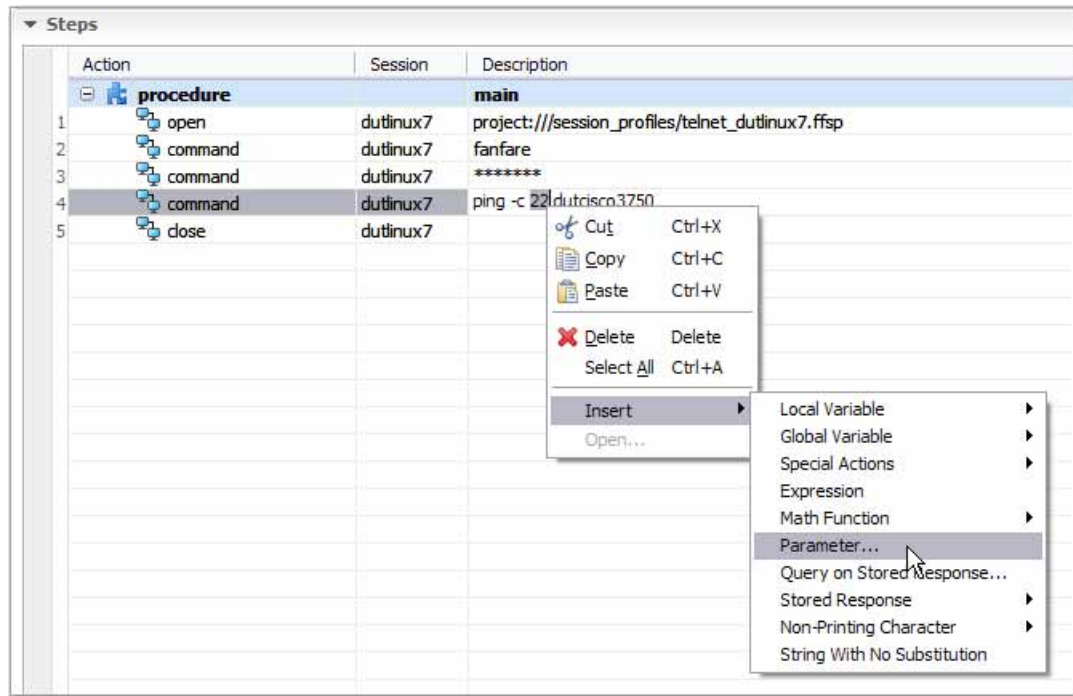 Steps
Action Session Description
procedure main
1 open dutlinux7 project:///session_profiles/telnet_dutlinux7.ffsp
2 command dutlinux7 fanfare
3 command dutlinux7 *******
4 command dutlinux7 ping -c 22 dutcisco3750
5 close dutlinux7
Cut Ctrl+X
Copy Ctrl+C
Paste Ctrl+V
Delete Delete
Select All Ctrl+A
Insert
Open...
Local Variable
Global Variable
Special Actions
Expression
Math Function
Parameter...
Query on Stored Response...
Stored Response
Non-Printing Character
String With No Substitution